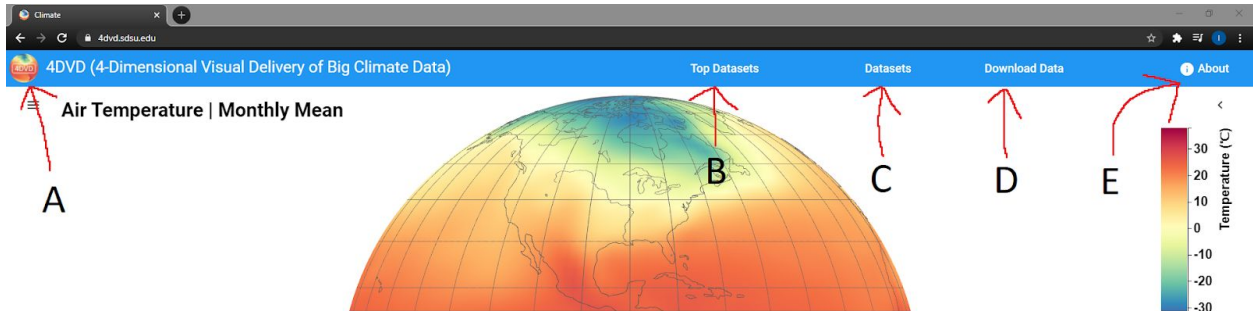 Climate
4dvd.sdsu.edu
4DVD
4DVD (4-Dimensional Visual Delivery of Big Climate Data)
Top Datasets
Datasets
Download Data
i About
Air Temperature | Monthly Mean
A
B
C
D
E
30
20
10
0
-10
-20
-30
Temperature (°C)